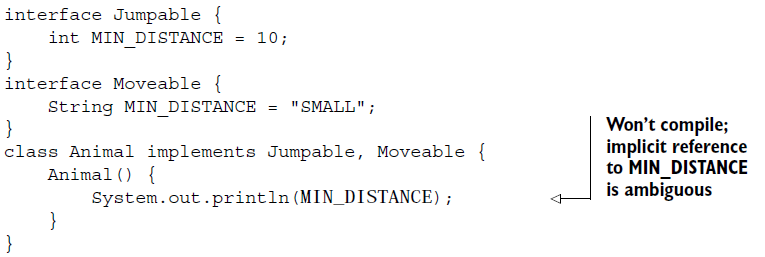 interface Jumpable {
    int MIN_DISTANCE = 10;
}
interface Moveable {
    String MIN_DISTANCE = "SMALL";
}
class Animal implements Jumpable, Moveable {
    Animal() {
        System.out.println(MIN_DISTANCE);
    }
}
Won't compile;
implicit reference
to MIN_DISTANCE
is ambiguous